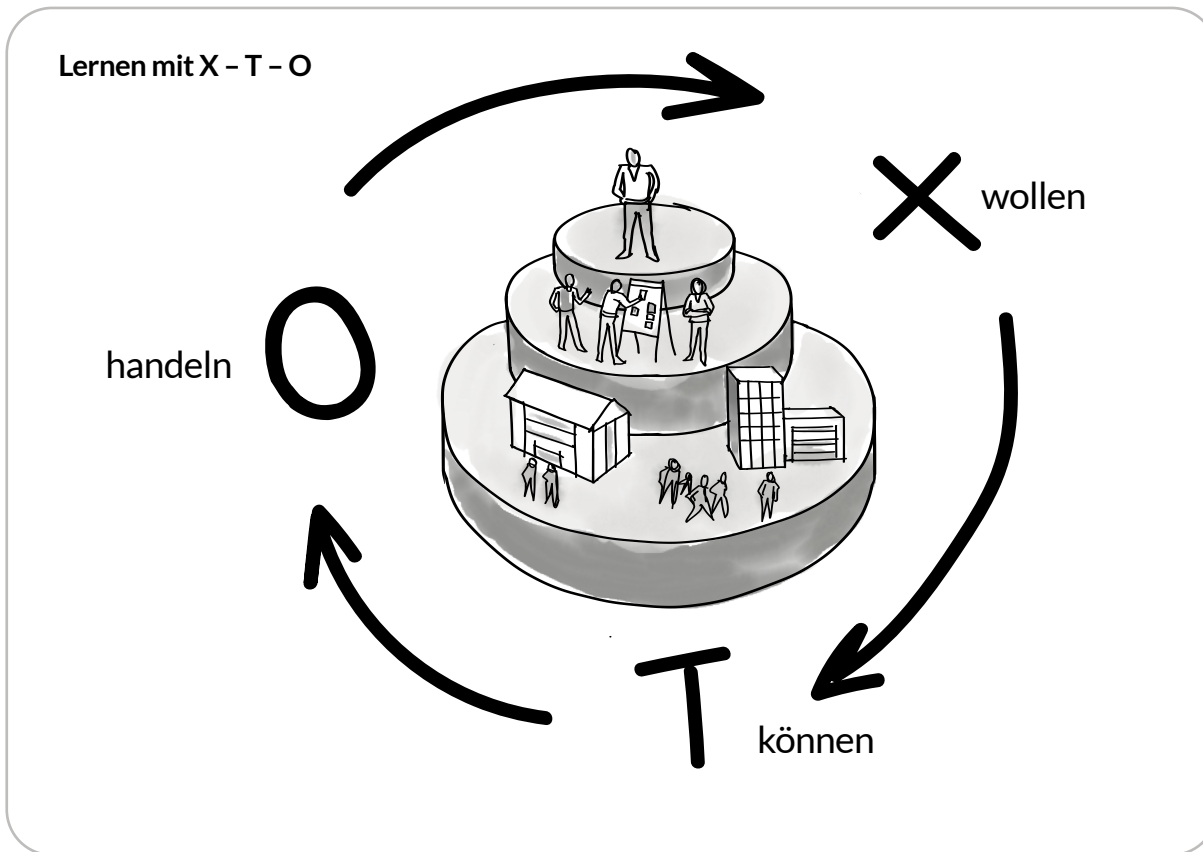 Lernen mit X – T – O
X wollen
handeln O
T
können